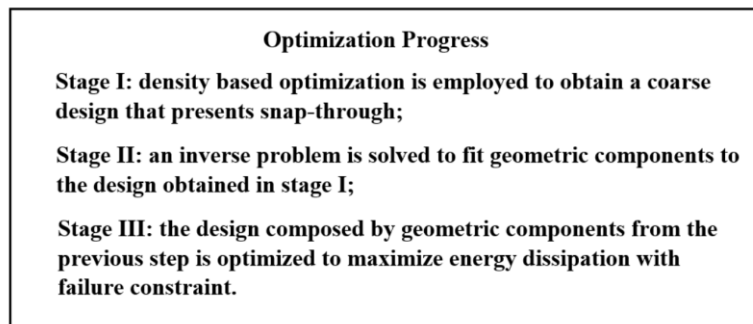 Optimization Progress
Stage I: density based optimization is employed to obtain a coarse
design that presents snap-through;
Stage II: an inverse problem is solved to fit geometric components to
the design obtained in stage I;
Stage III: the design composed by geometric components from the
previous step is optimized to maximize energy dissipation with
failure constraint.